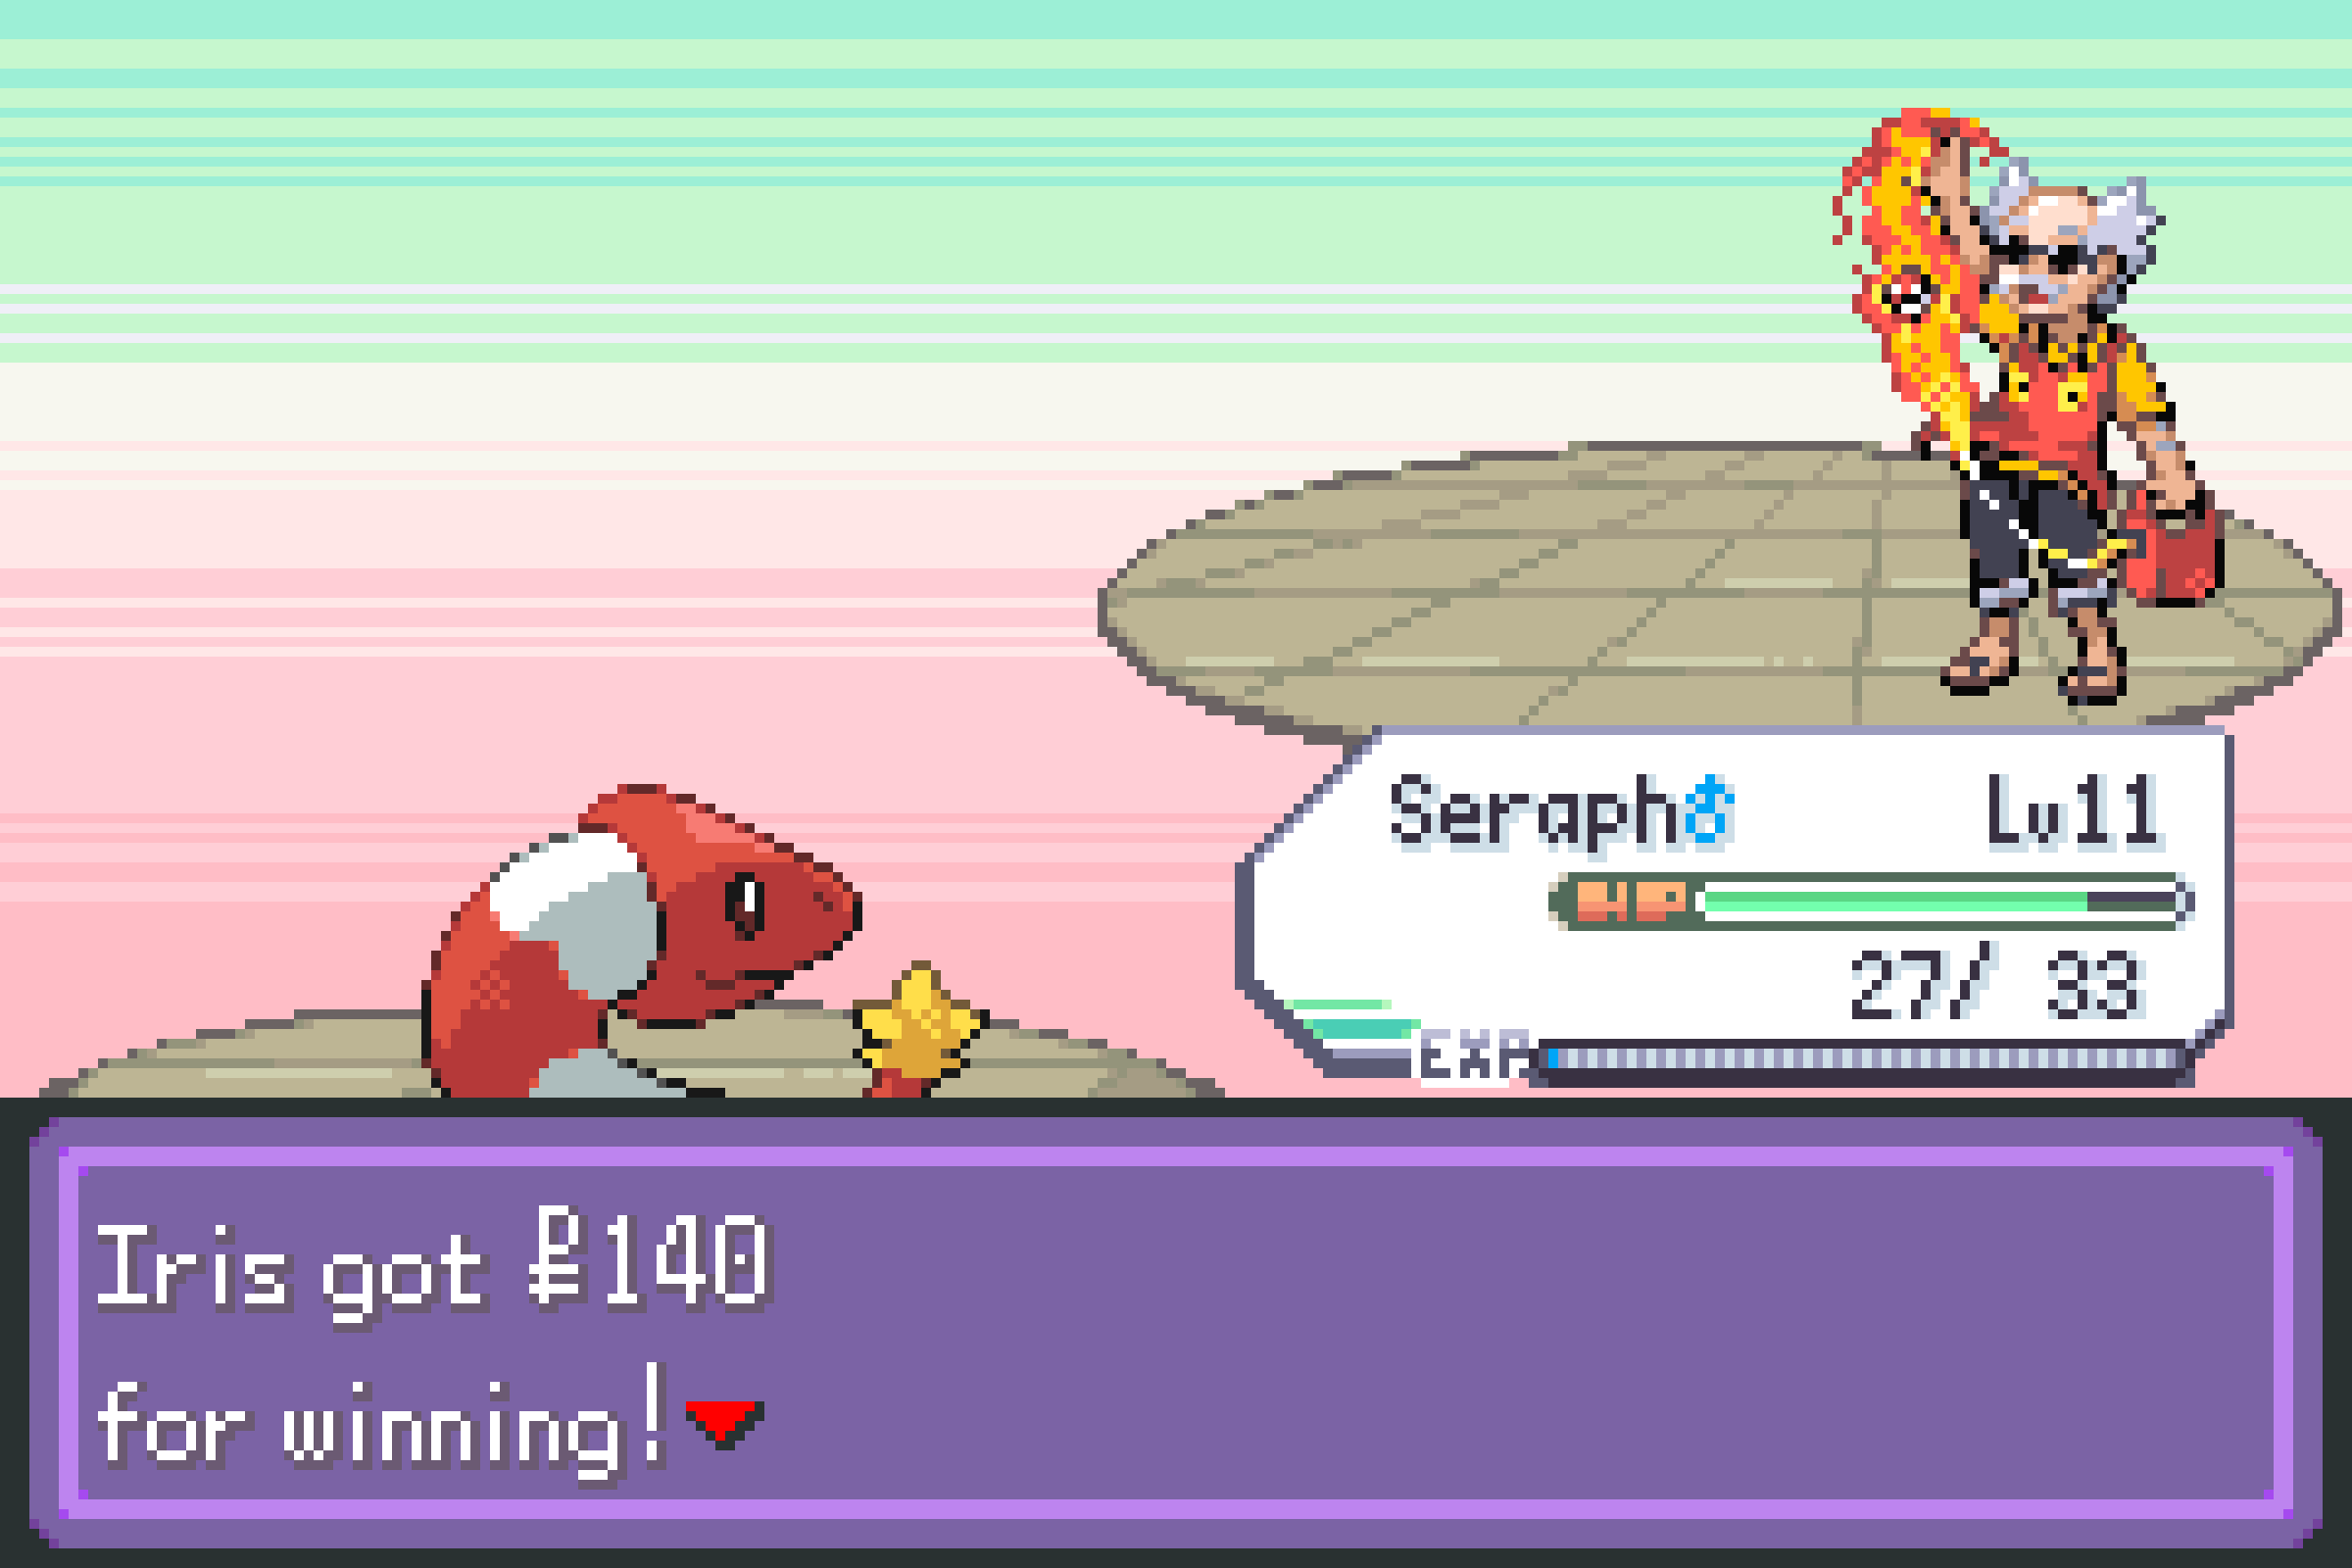 Seraph♂ Lv11
HP
27/ 33
EXP
Iris got ₽140
for winning!